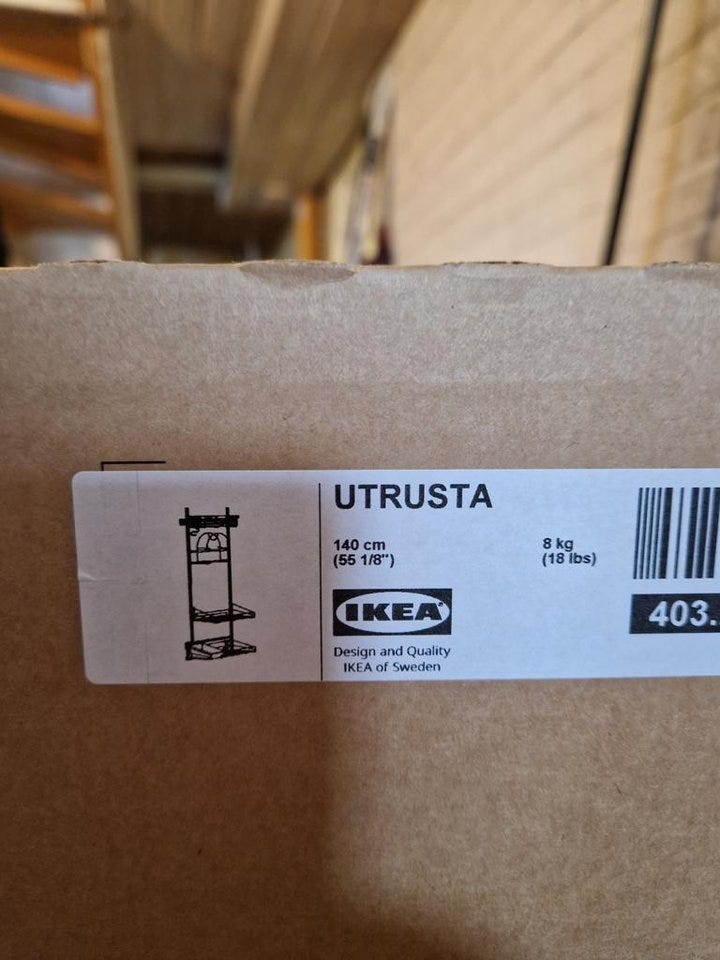 UTRUSTA
140 cm
(55 1/8")
8 kg
(18 lbs)
IKEA
403.
Design and Quality
IKEA of Sweden